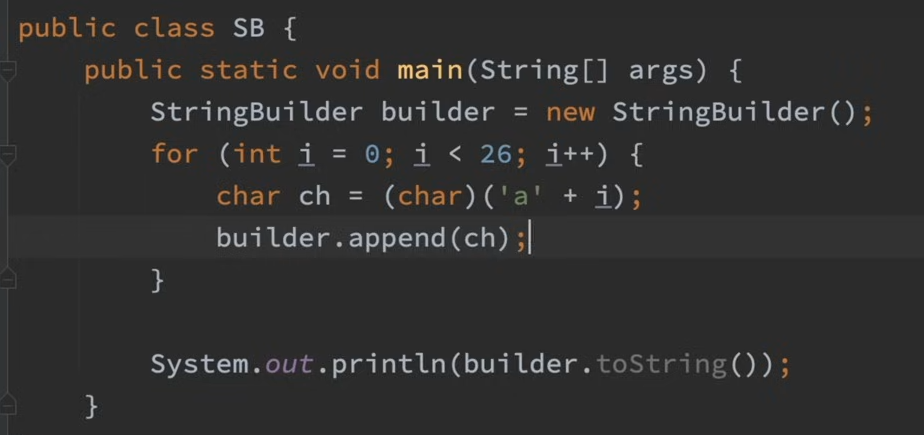 public class SB {
public static void main(String[] args) {
StringBuilder builder = new StringBuilder();
for (int i = 0; i < 26; i++) {
char ch = (char)('a' + i);
builder.append(ch);
}
System.out.println(builder.toString());
}